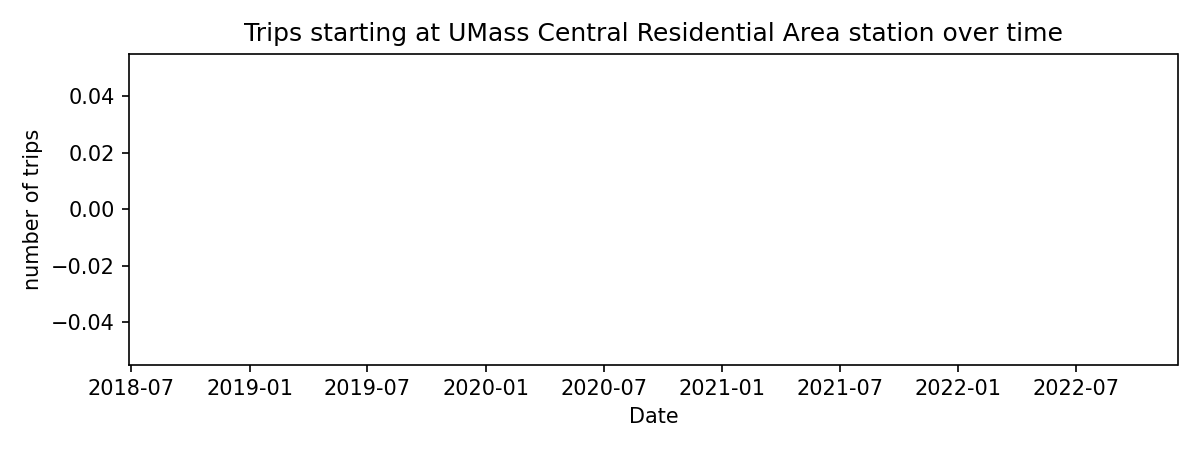 Trips starting at UMass Central Residential Area station over time
number of trips
0.04
0.02
0.00
−0.02
−0.04
2018-07 2019-01 2019-07 2020-01 2020-07 2021-01 2021-07 2022-01 2022-07
Date